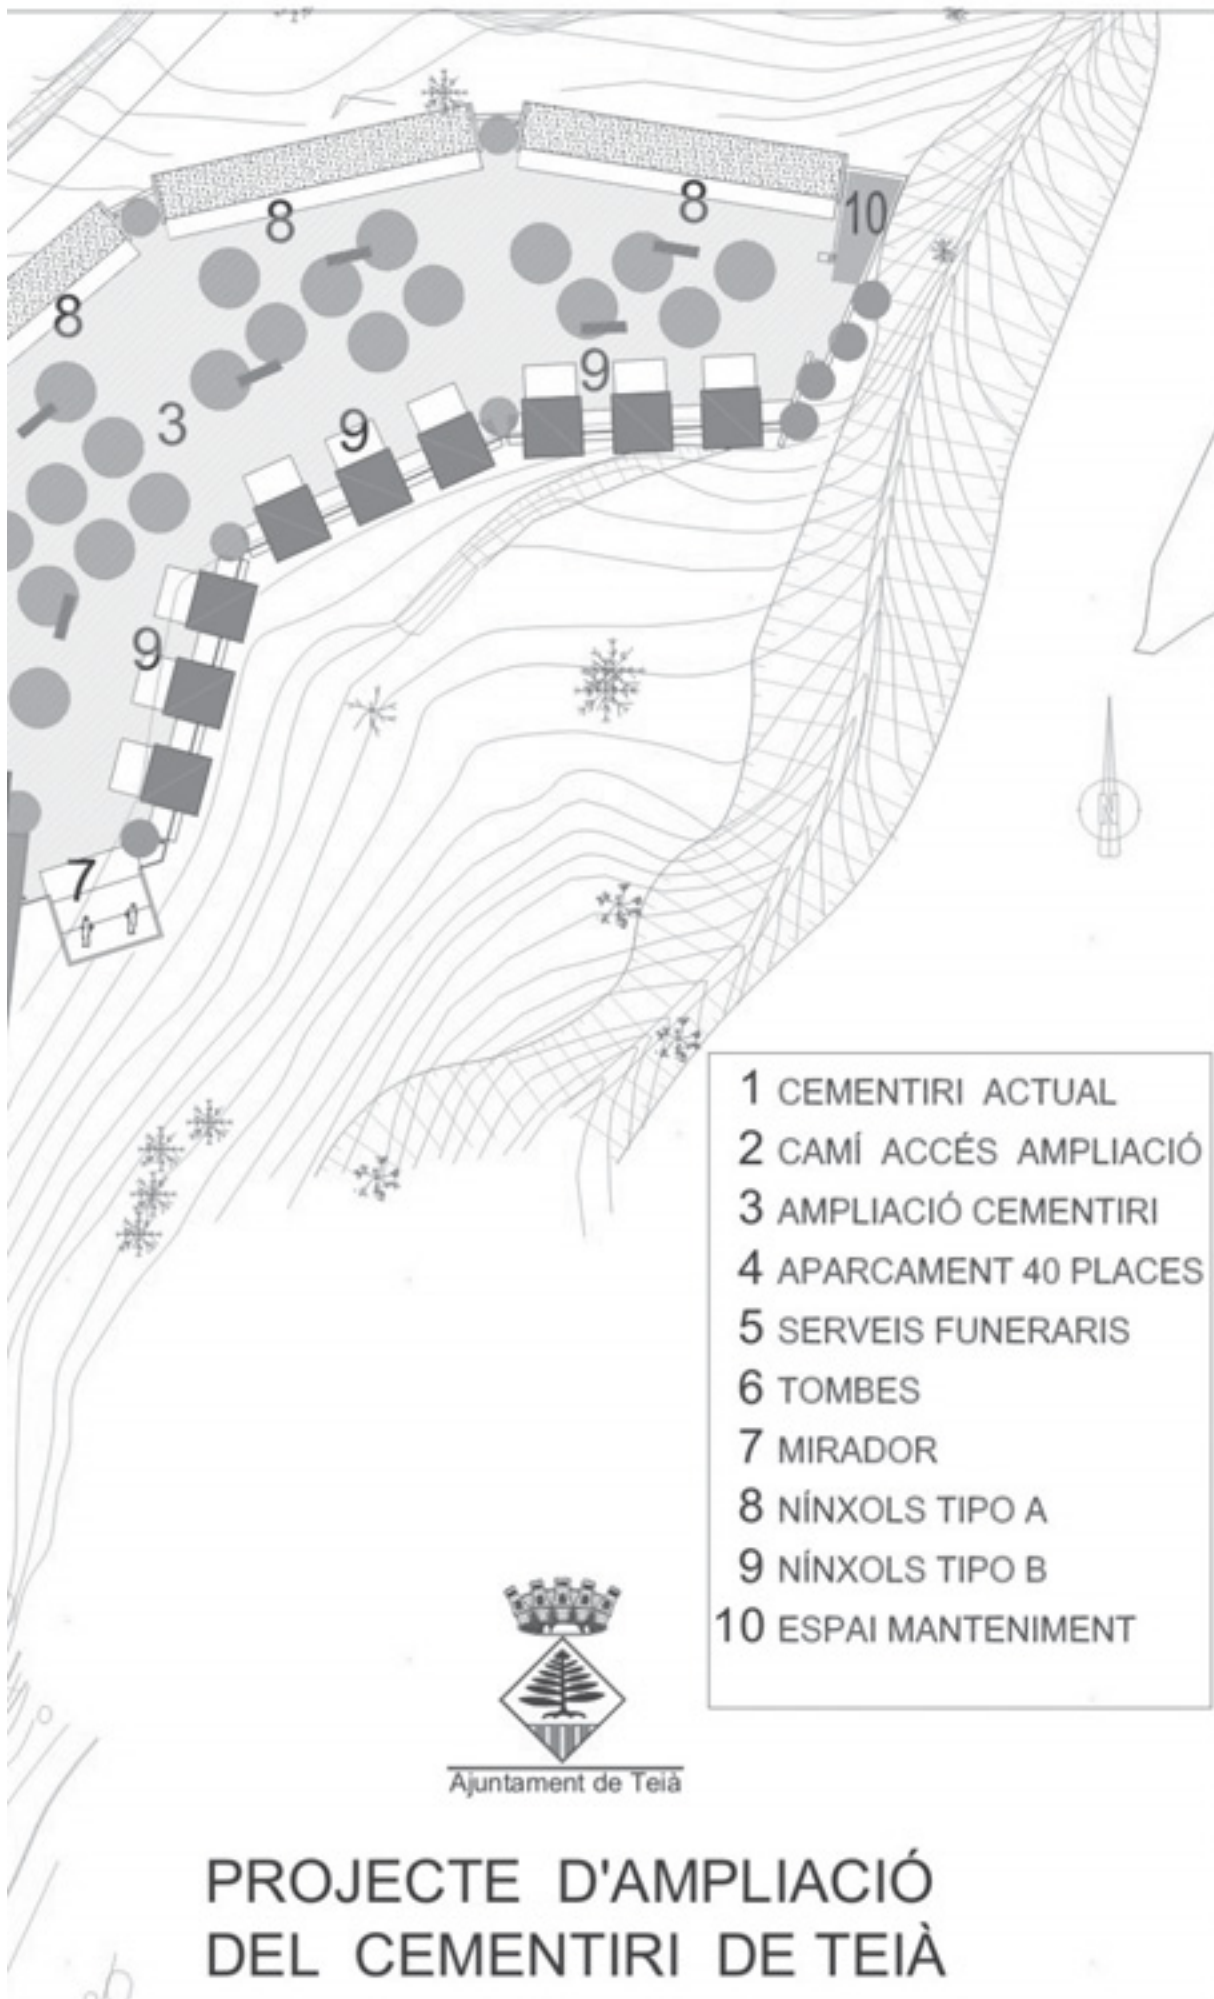 8
8
10
8
9
3
9
9
7
1 CEMENTIRI ACTUAL
2 CAMÍ ACCÉS AMPLIACIÓ
3 AMPLIACIÓ CEMENTIRI
4 APARCAMENT 40 PLACES
5 SERVEIS FUNERARIS
6 TOMBES
7 MIRADOR
8 NÍNXOLS TIPO A
9 NÍNXOLS TIPO B
10 ESPAI MANTENIMENT
Ajuntament de Teià
PROJECTE D'AMPLIACIÓ
DEL CEMENTIRI DE TEIÀ